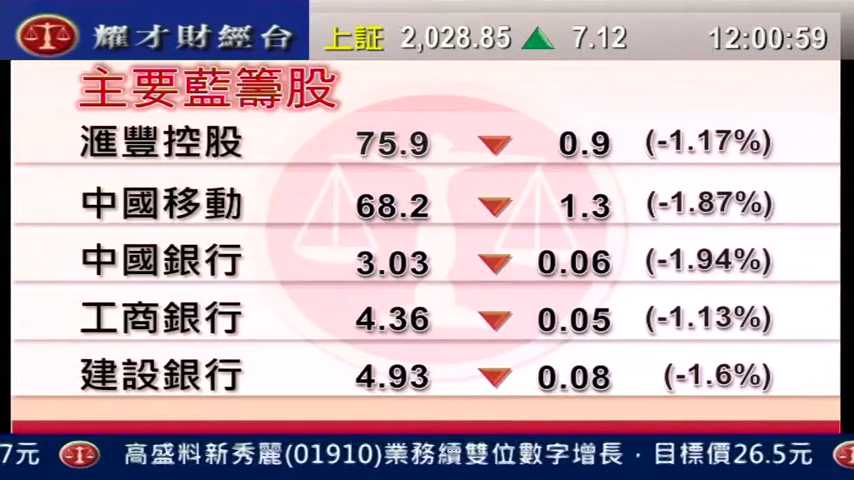 耀才財經台 上証 2,028.85 ▲ 7.12 12:00:59
主要藍籌股
滙豐控股 75.9 ▼ 0.9 (-1.17%)
中國移動 68.2 ▼ 1.3 (-1.87%)
中國銀行 3.03 ▼ 0.06 (-1.94%)
工商銀行 4.36 ▼ 0.05 (-1.13%)
建設銀行 4.93 ▼ 0.08 (-1.6%)
7元 高盛料新秀麗(01910)業務續雙位數字增長，目標價26.5元